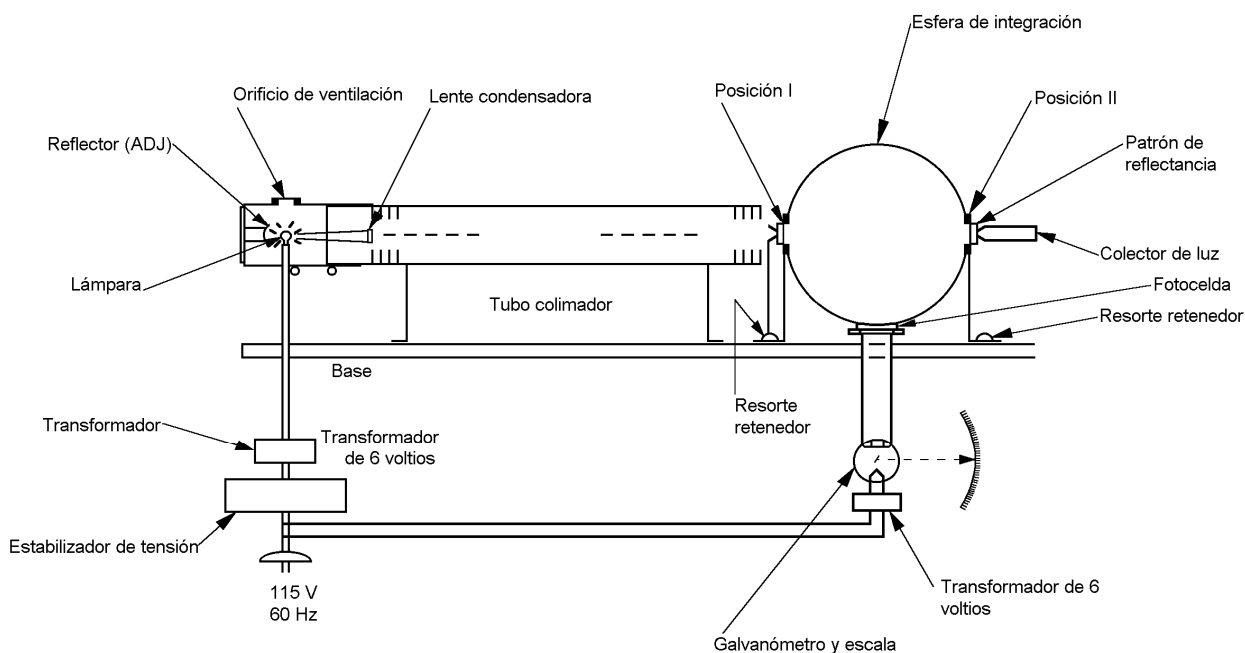 Esfera de integración
Orificio de ventilación
Lente condensadora
Posición I
Posición II
Reflector (ADJ)
Patrón de
reflectancia
Lámpara
Colector de luz
Fotocelda
Tubo colimador
Resorte retenedor
Base
Resorte
retenedor
Transformador
Transformador
de 6 voltios
Estabilizador de tensión
115 V
60 Hz
Transformador de 6
voltios
Galvanómetro y escala